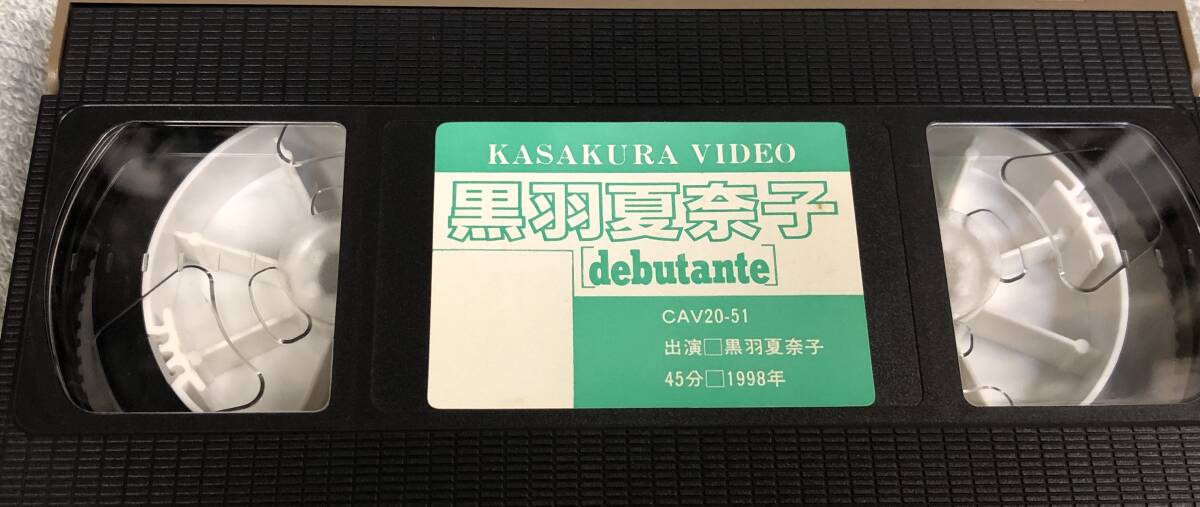 KASAKURA VIDEO
黒羽夏奈子
[debutante]
CAV20-51
出演□黒羽夏奈子
45分□1998年